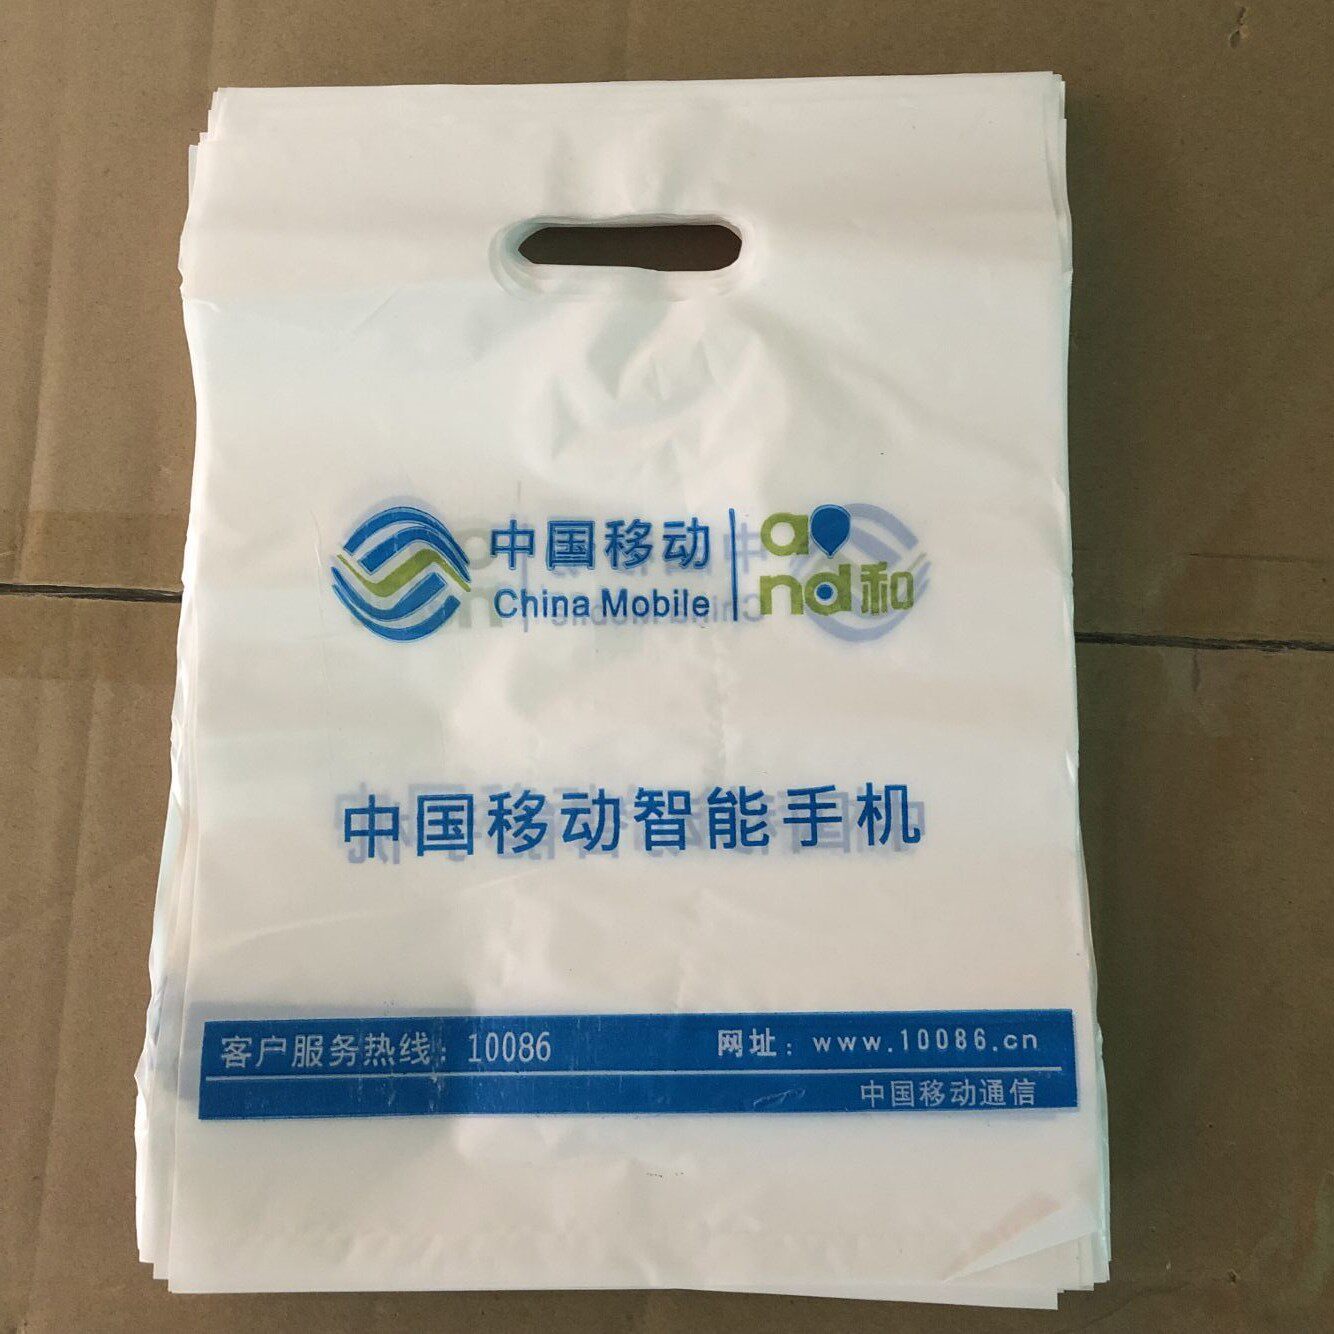 中国移动
China Mobile
and和
中国移动智能手机
客户服务热线：10086
网址：www.10086.cn
中国移动通信